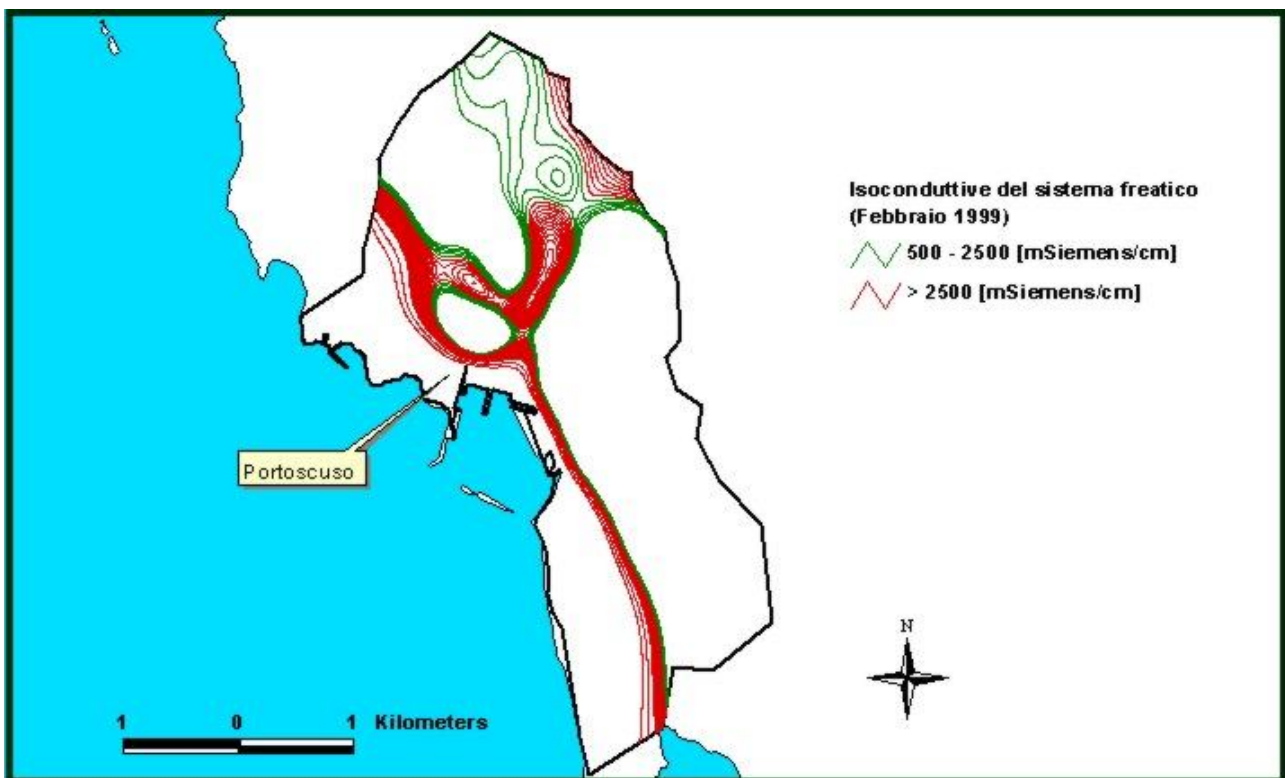 Isoconduttive del sistema freatico
(Febbraio 1999)
500 - 2500 [mSiemens/cm]
> 2500 [mSiemens/cm]
Portoscuso
N
1 0 1 Kilometers